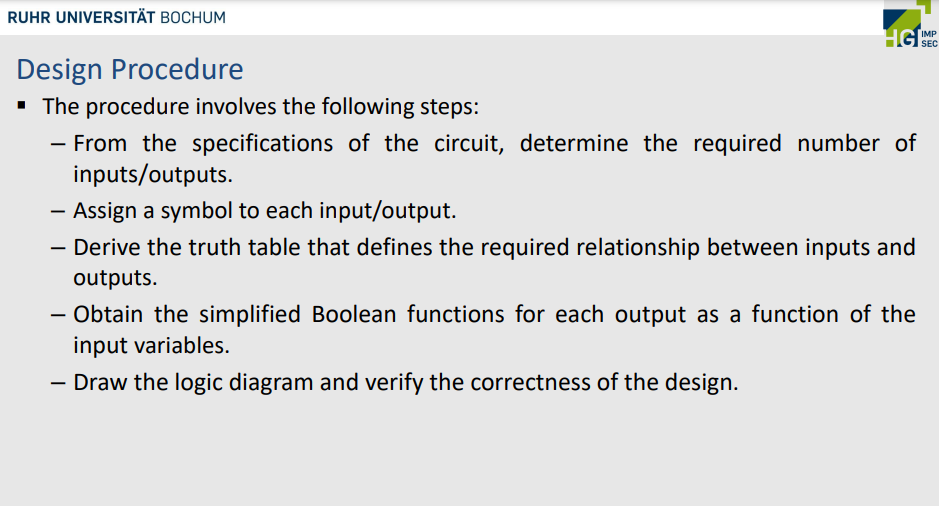 RUHR UNIVERSITÄT BOCHUM
HGI IMP
SEC
Design Procedure
▪ The procedure involves the following steps:
– From the specifications of the circuit, determine the required number of
inputs/outputs.
– Assign a symbol to each input/output.
– Derive the truth table that defines the required relationship between inputs and
outputs.
– Obtain the simplified Boolean functions for each output as a function of the
input variables.
– Draw the logic diagram and verify the correctness of the design.